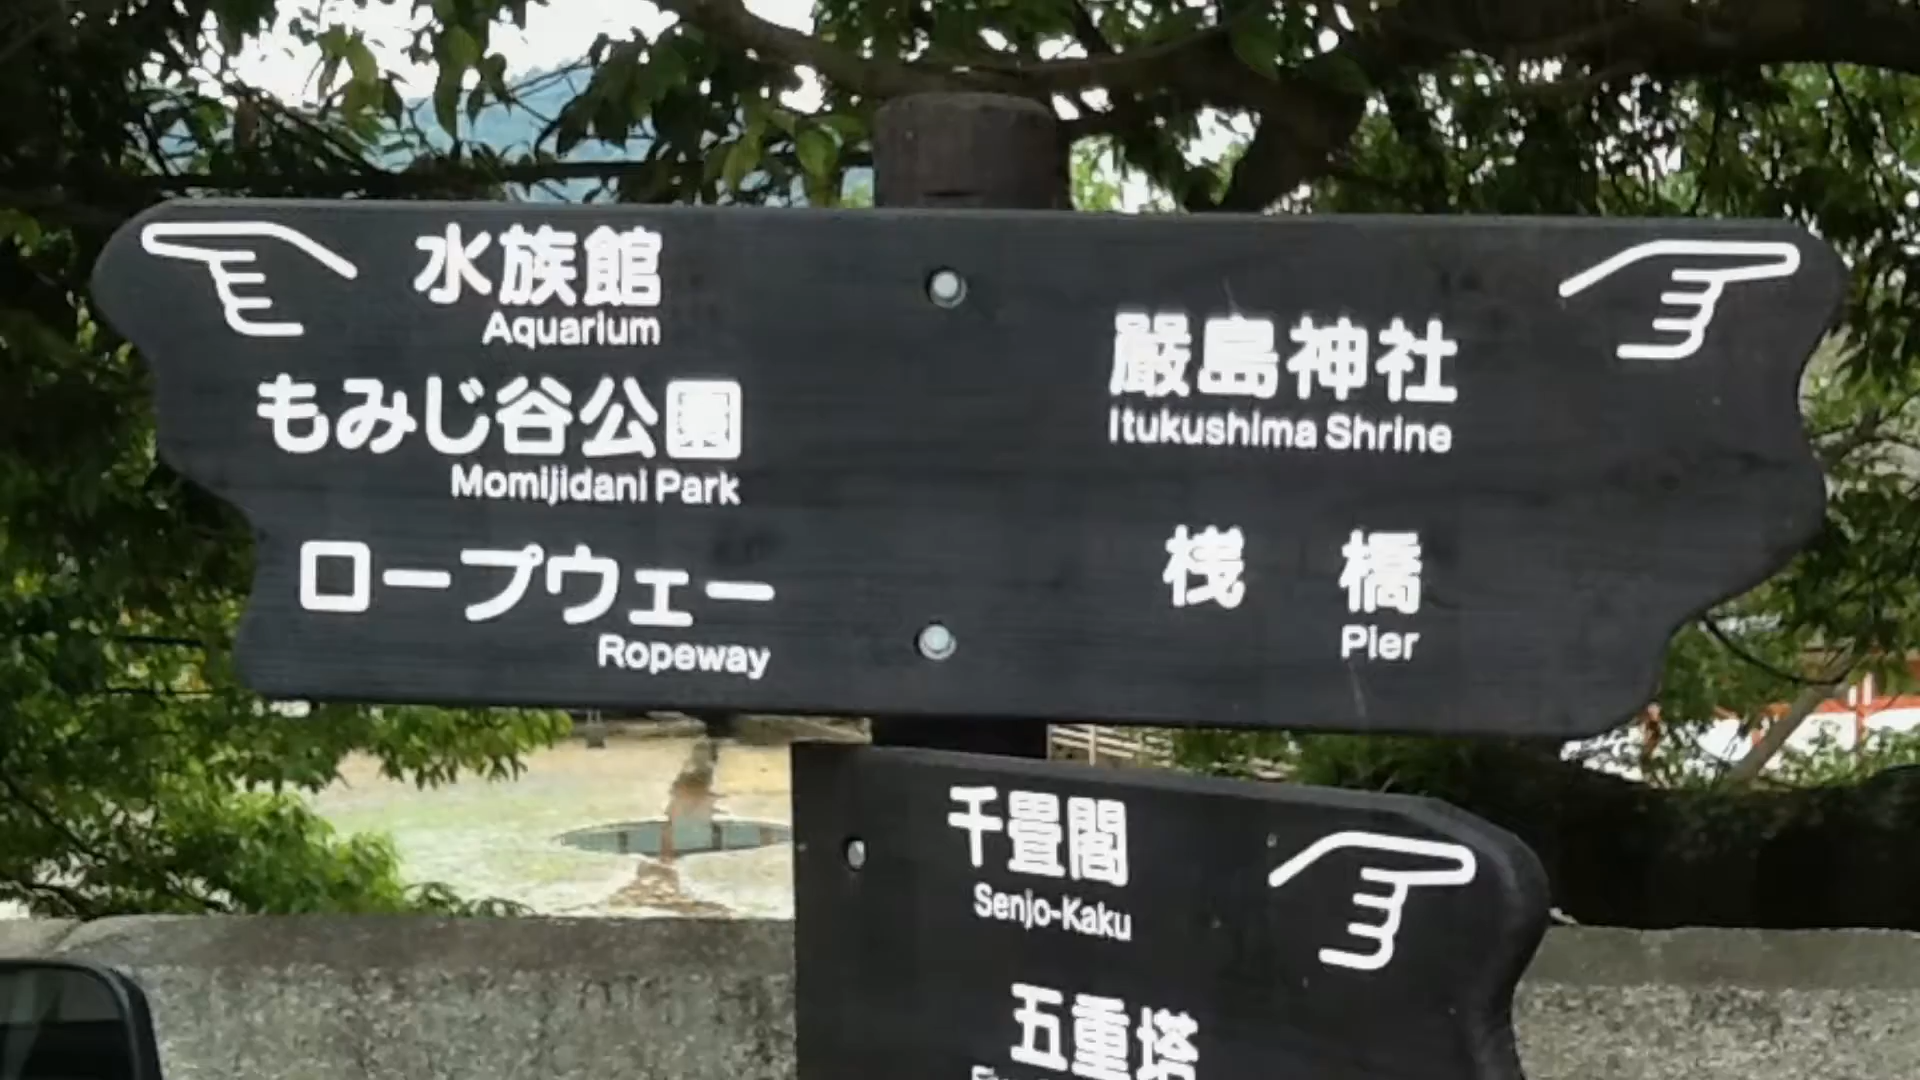 水族館
Aquarium
もみじ谷公園
Momijidani Park
ロープウェー
Ropeway
嚴島神社
Itukushima Shrine
桟橋
Pier
千畳閣
Senjo-Kaku
五重塔